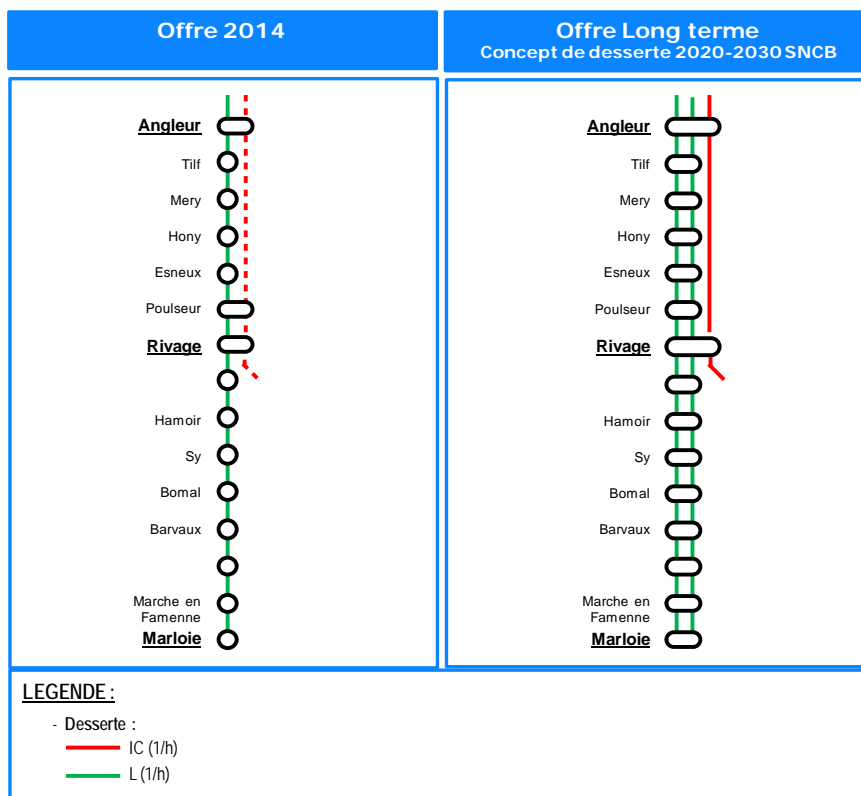 Offre 2014
Offre Long terme
Concept de desserte 2020-2030 SNCB
Angleur
Tilf
Mery
Hony
Esneux
Poulseur
Rivage
Hamoir
Sy
Bomal
Barvaux
Marche en
Famenne
Marloie
Angleur
Tilf
Mery
Hony
Esneux
Poulseur
Rivage
Hamoir
Sy
Bomal
Barvaux
Marche en
Famenne
Marloie
LEGENDE :
- Desserte :
IC (1/h)
L (1/h)